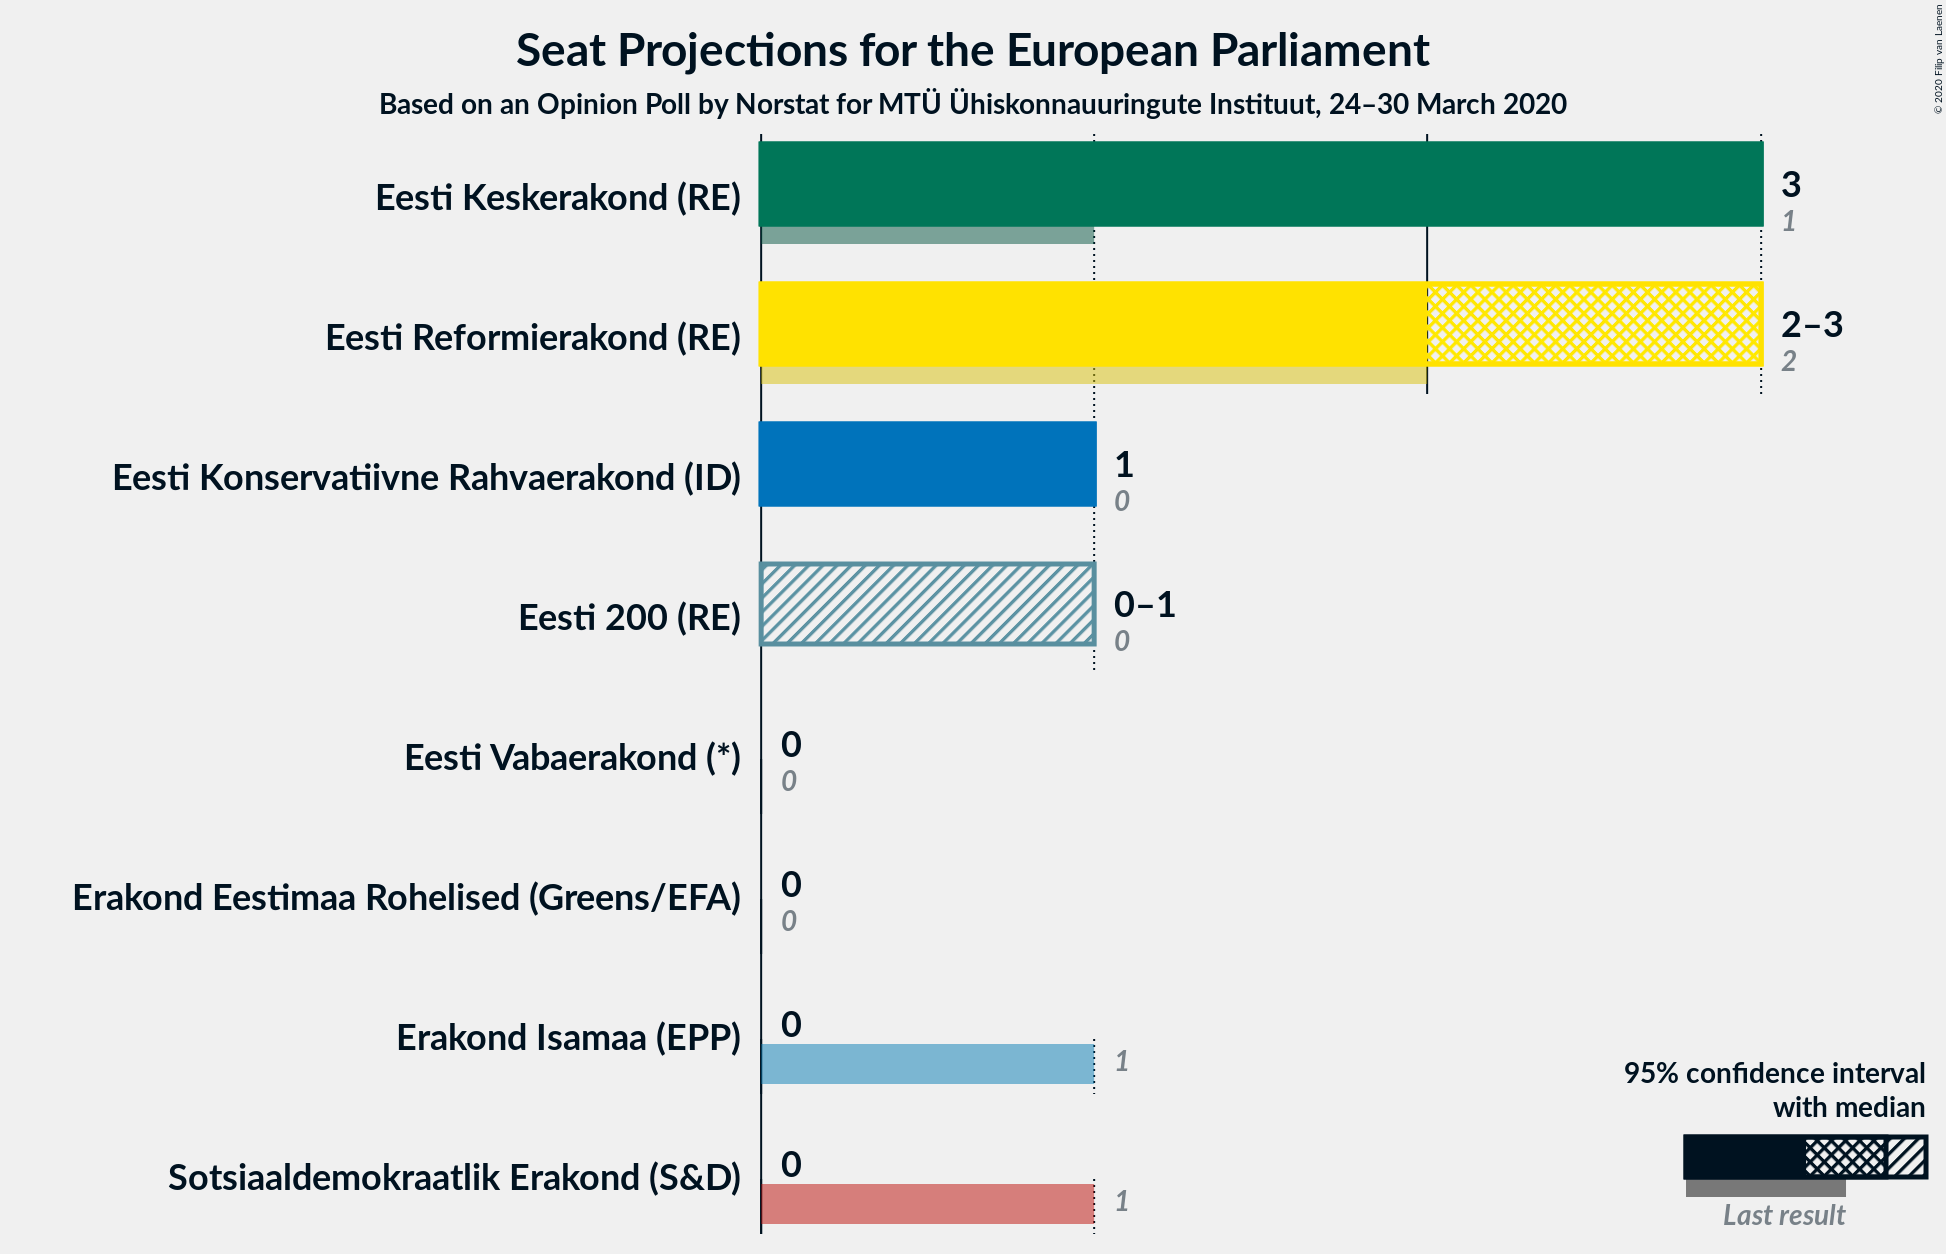 Seat Projections for the European Parliament
Based on an Opinion Poll by Norstat for MTÜ Ühiskonnauuringute Instituut, 24–30 March 2020
© 2020 Filip van Laenen
Eesti Keskerakond (RE)
3
1
Eesti Reformierakond (RE)
2–3
2
Eesti Konservatiivne Rahvaerakond (ID)
1
0
Eesti 200 (RE)
0–1
0
Eesti Vabaerakond (*)
0
0
Erakond Eestimaa Rohelised (Greens/EFA)
0
0
Erakond Isamaa (EPP)
0
1
Sotsiaaldemokraatlik Erakond (S&D)
0
1
95% confidence interval
with median
Last result